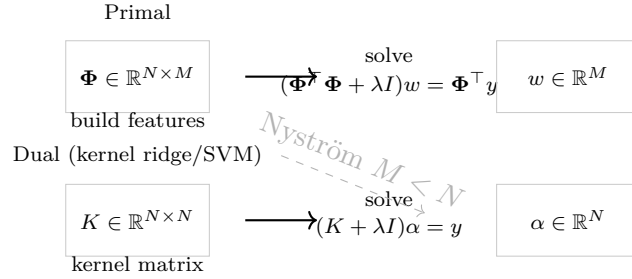 Primal
Φ ∈ ℝ^{N×M}
build features
solve
(Φ^⊤Φ + λI)w = Φ^⊤y
w ∈ ℝ^M
Nyström M < N
Dual (kernel ridge/SVM)
K ∈ ℝ^{N×N}
kernel matrix
solve
(K + λI)α = y
α ∈ ℝ^N